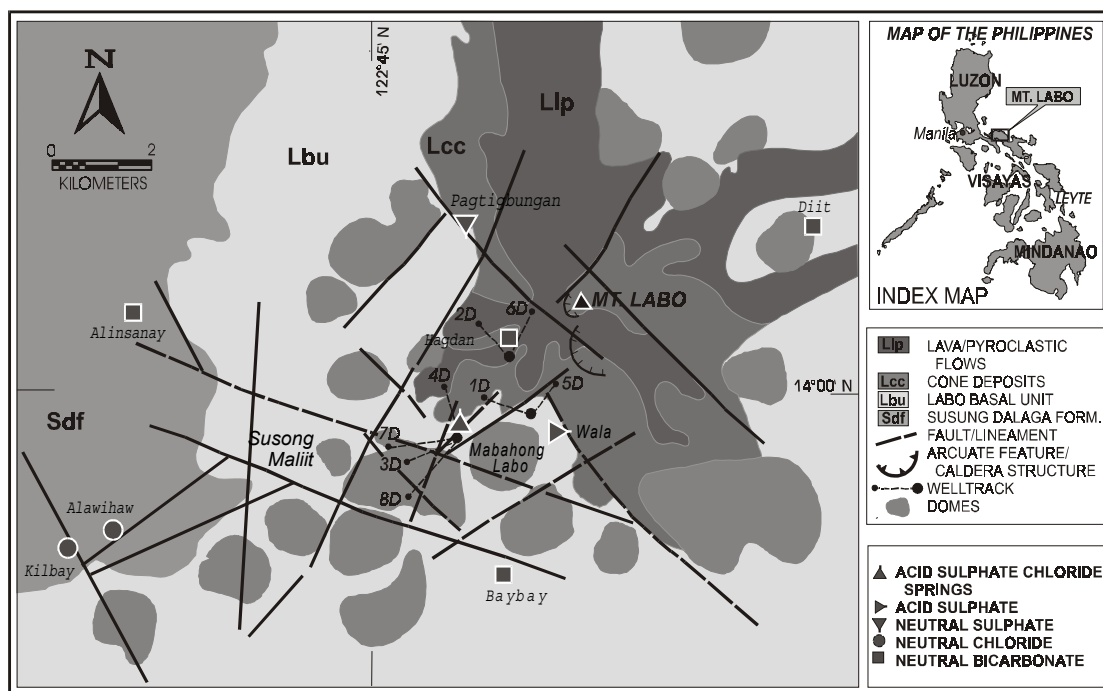 N
0 2
KILOMETERS
122°45' N
Llp
Lcc
Lbu
Pagtigbungan
Diit
MT. LABO
6D
2D
Hagdan
Alinsanay
4D
1D
5D
14°00' N
Sdf
Susong
Maliit
7D
3D
8D
Mabahong
Labo
Wala
Alawihaw
Kilbay
Baybay
MAP OF THE PHILIPPINES
LUZON
MT. LABO
Manila
VISAYAS
LEYTE
MINDANAO
INDEX MAP
Llp LAVA/PYROCLASTIC
FLOWS
Lcc CONE DEPOSITS
Lbu LABO BASAL UNIT
Sdf SUSUNG DALAGA FORM.
FAULT/LINEAMENT
ARCUATE FEATURE/
CALDERA STRUCTURE
WELLTRACK
DOMES
ACID SULPHATE CHLORIDE
SPRINGS
ACID SULPHATE
NEUTRAL SULPHATE
NEUTRAL CHLORIDE
NEUTRAL BICARBONATE